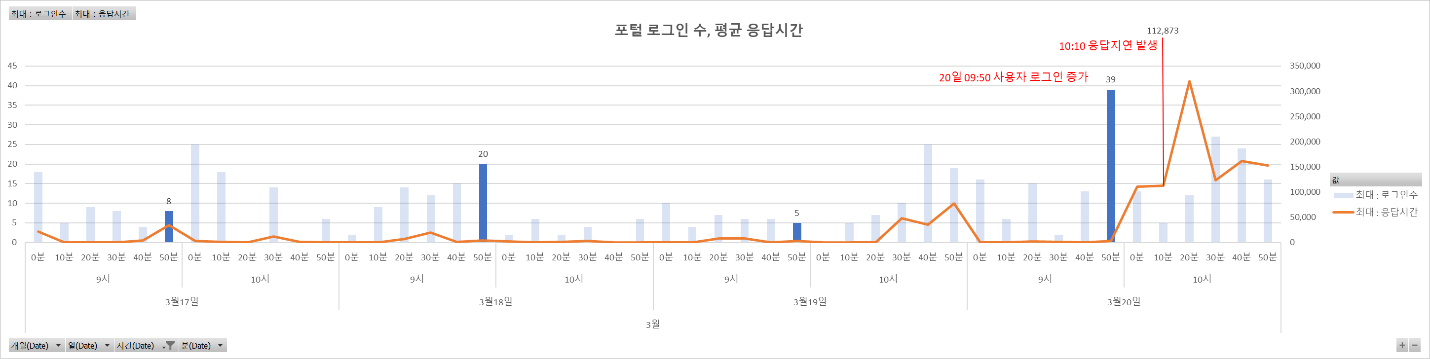 최대 : 로그인수 최대 : 응답시간
포털 로그인 수, 평균 응답시간
112,873
10:10 응답지연 발생
20일 09:50 사용자 로그인 증가
39
20
8
5
45
40
35
30
25
20
15
10
5
0
350,000
300,000
250,000
200,000
150,000
100,000
50,000
0
값
최대 : 로그인수
최대 : 응답시간
0분 10분 20분 30분 40분 50분 0분 10분 20분 30분 40분 50분 0분 10분 20분 30분 40분 50분 0분 10분 20분 30분 40분 50분 0분 10분 20분 30분 40분 50분 0분 10분 20분 30분 40분 50분 0분 10분 20분 30분 40분 50분 0분 10분 20분 30분 40분 50분
9시 10시 9시 10시 9시 10시 9시 10시
3월17일 3월18일 3월19일 3월20일
3월
개월(Date) 일(Date) 시간(Date) 분(Date)
+ −